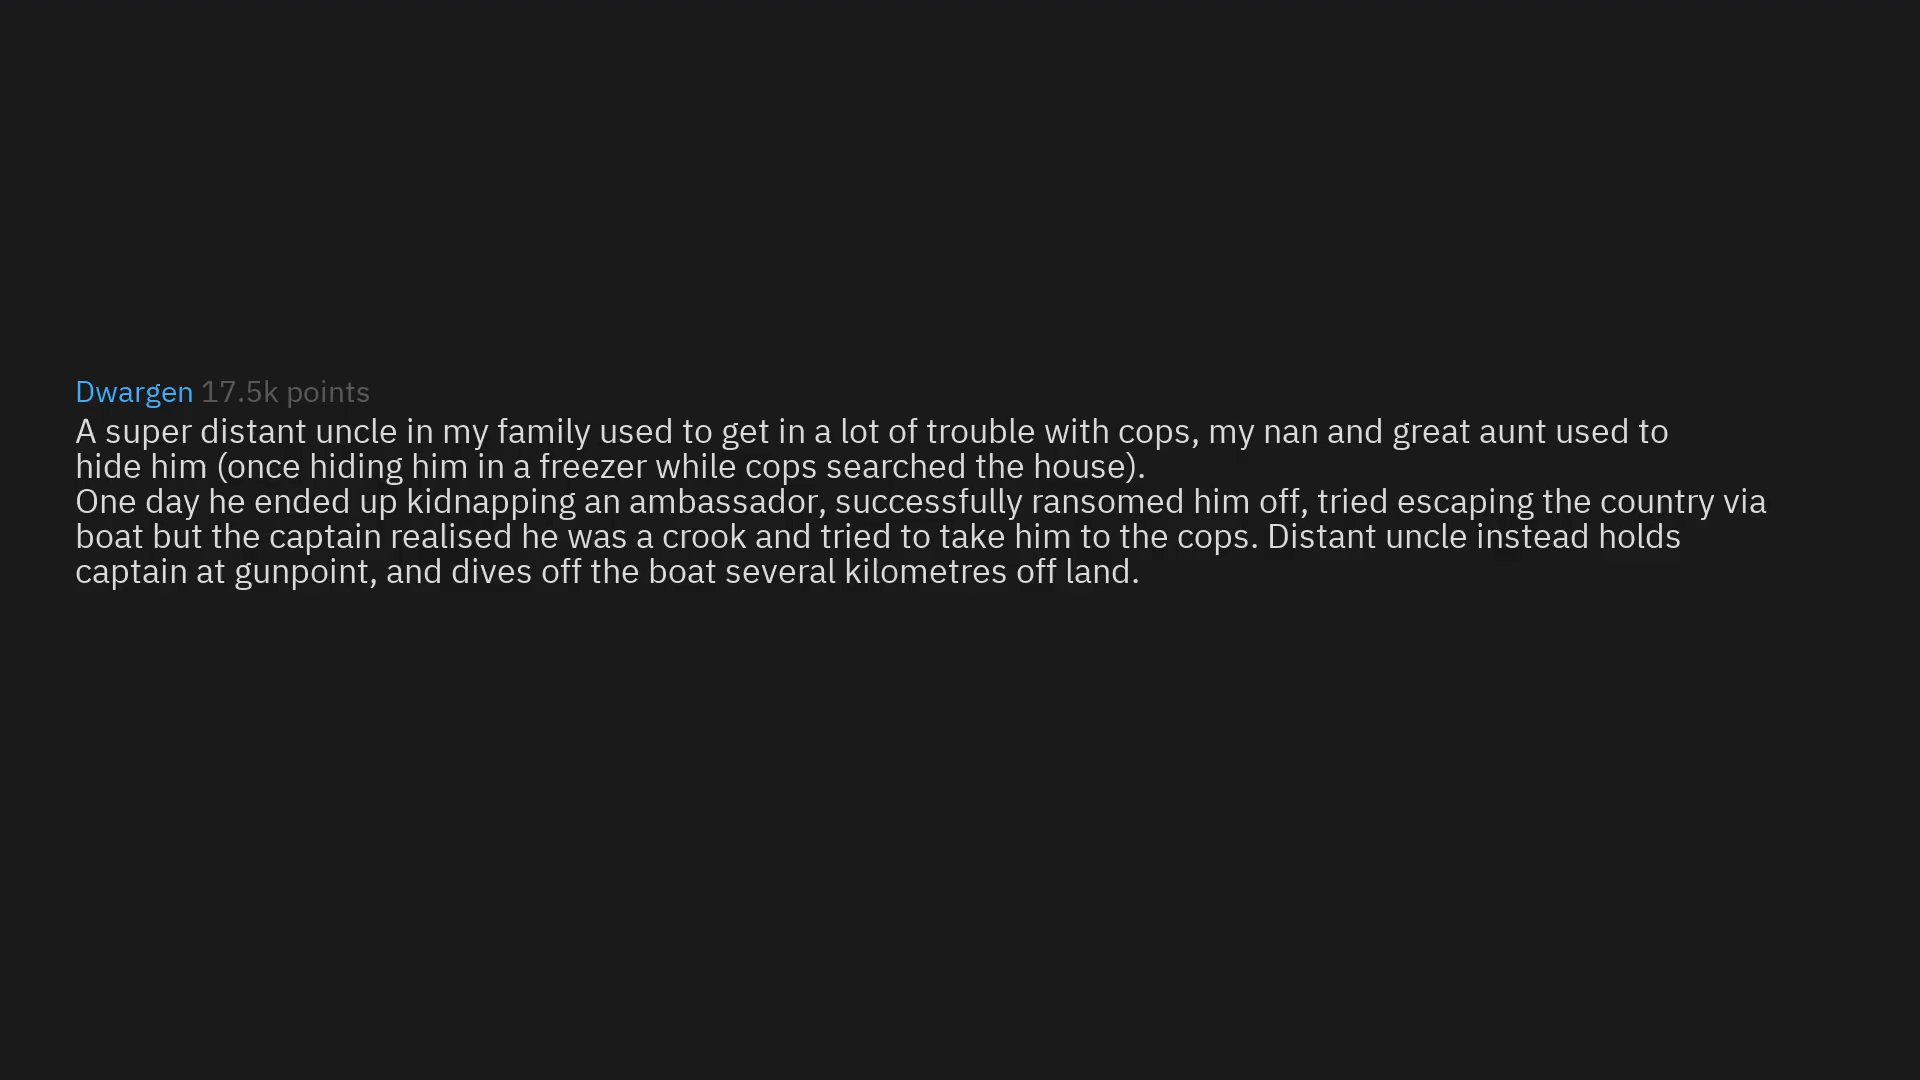 Dwargen 17.5k points
A super distant uncle in my family used to get in a lot of trouble with cops, my nan and great aunt used to
hide him (once hiding him in a freezer while cops searched the house).
One day he ended up kidnapping an ambassador, successfully ransomed him off, tried escaping the country via
boat but the captain realised he was a crook and tried to take him to the cops. Distant uncle instead holds
captain at gunpoint, and dives off the boat several kilometres off land.